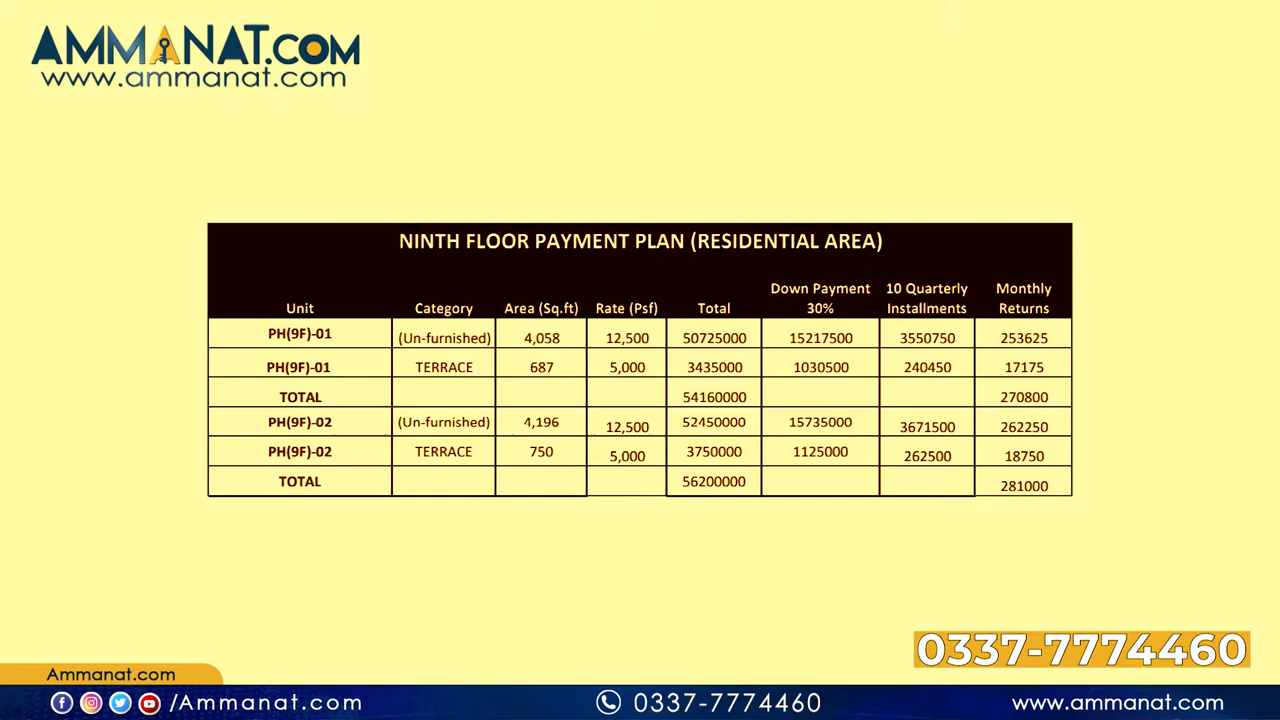 AMMANAT.COM
www.ammanat.com
NINTH FLOOR PAYMENT PLAN (RESIDENTIAL AREA)
Unit Category Area (Sq.ft) Rate (Psf) Total Down Payment 30% 10 Quarterly Installments Monthly Returns
PH(9F)-01 (Un-furnished) 4,058 12,500 50725000 15217500 3550750 253625
PH(9F)-01 TERRACE 687 5,000 3435000 1030500 240450 17175
TOTAL 54160000 270800
PH(9F)-02 (Un-furnished) 4,196 12,500 52450000 15735000 3671500 262250
PH(9F)-02 TERRACE 750 5,000 3750000 1125000 262500 18750
TOTAL 56200000 281000
0337-7774460
Ammanat.com
/Ammanat.com 0337-7774460 www.ammanat.com